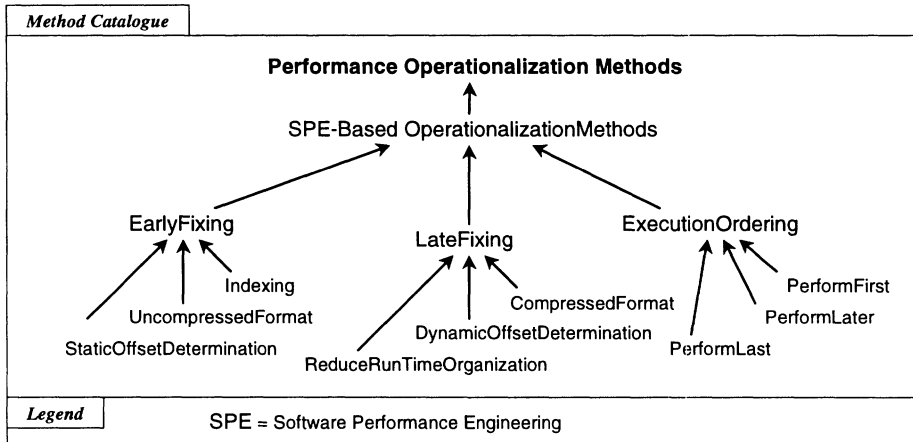 Method Catalogue
Performance Operationalization Methods
SPE-Based OperationalizationMethods
EarlyFixing
LateFixing
ExecutionOrdering
Indexing
UncompressedFormat
StaticOffsetDetermination
CompressedFormat
DynamicOffsetDetermination
ReduceRunTimeOrganization
PerformFirst
PerformLater
PerformLast
Legend
SPE = Software Performance Engineering